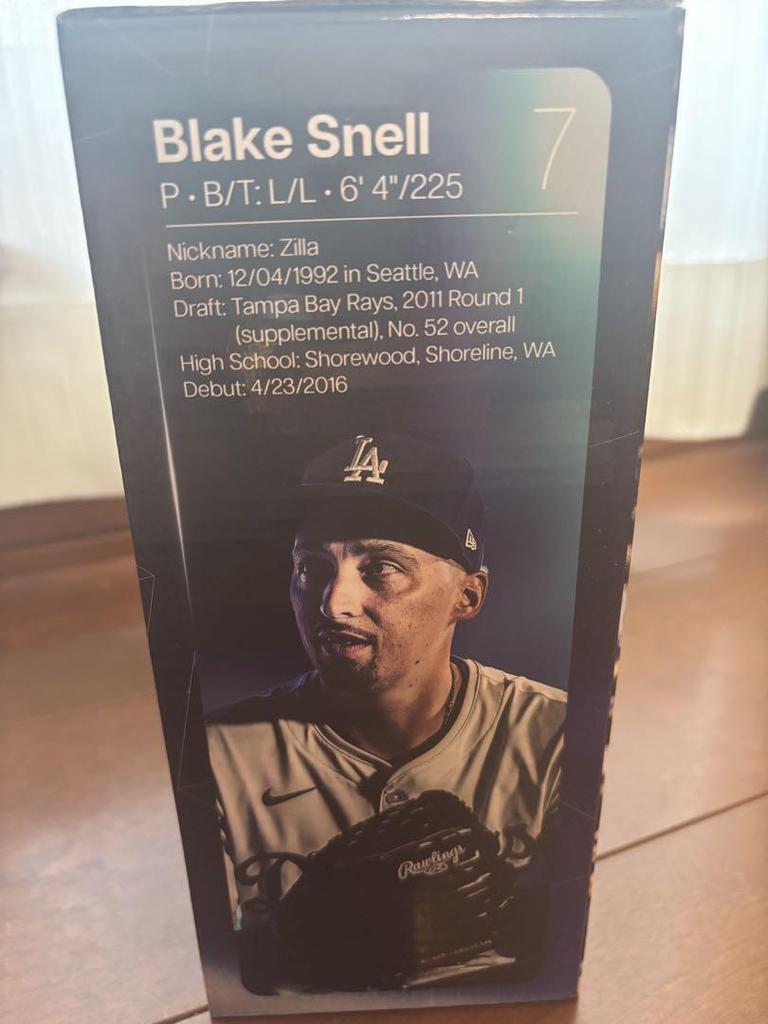 Blake Snell
7
P · B/T: L/L · 6' 4"/225
Nickname: Zilla
Born: 12/04/1992 in Seattle, WA
Draft: Tampa Bay Rays, 2011 Round 1
(supplemental), No. 52 overall
High School: Shorewood, Shoreline, WA
Debut: 4/23/2016
LA
Rawlings